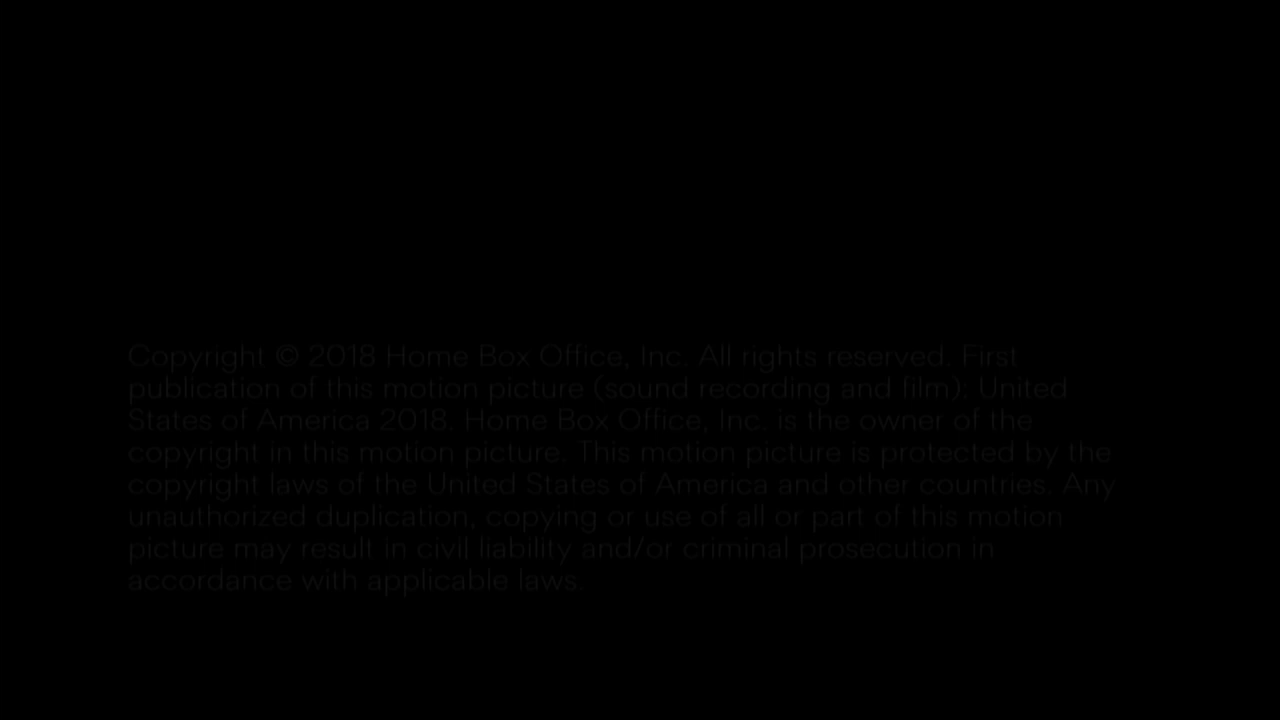 Copyright © 2018 Home Box Office, Inc. All rights reserved. First
publication of this motion picture (sound recording and film): United
States of America 2018. Home Box Office, Inc. is the owner of the
copyright in this motion picture. This motion picture is protected by the
copyright laws of the United States of America and other countries. Any
unauthorized duplication, copying or use of all or part of this motion
picture may result in civil liability and/or criminal prosecution in
accordance with applicable laws.